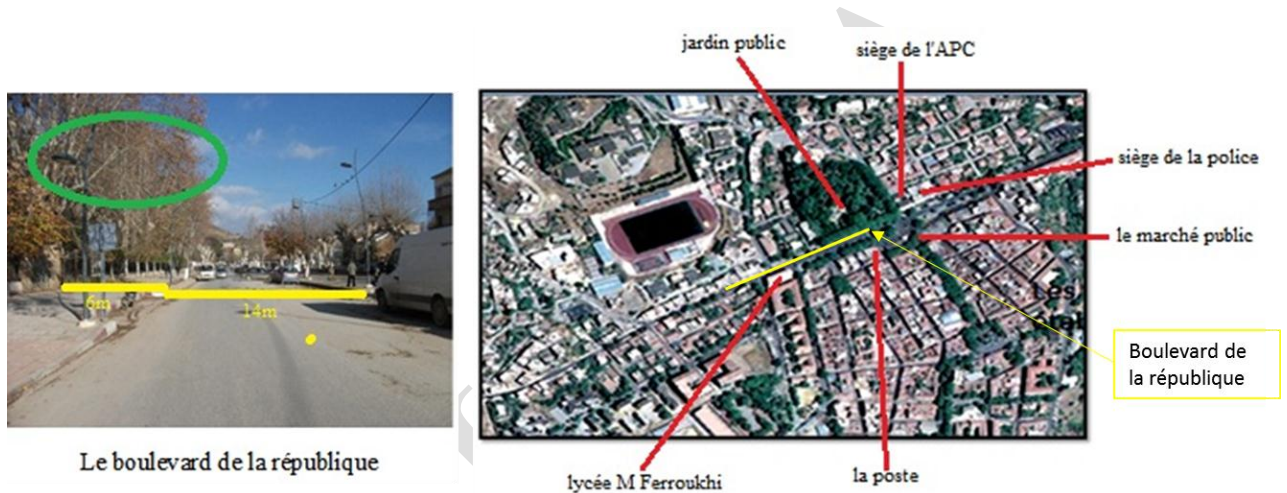 jardin public
siège de l'APC
siège de la police
le marché public
6m
14m
Boulevard de
la république
Le boulevard de la république
lycée M Ferroukhi
la poste